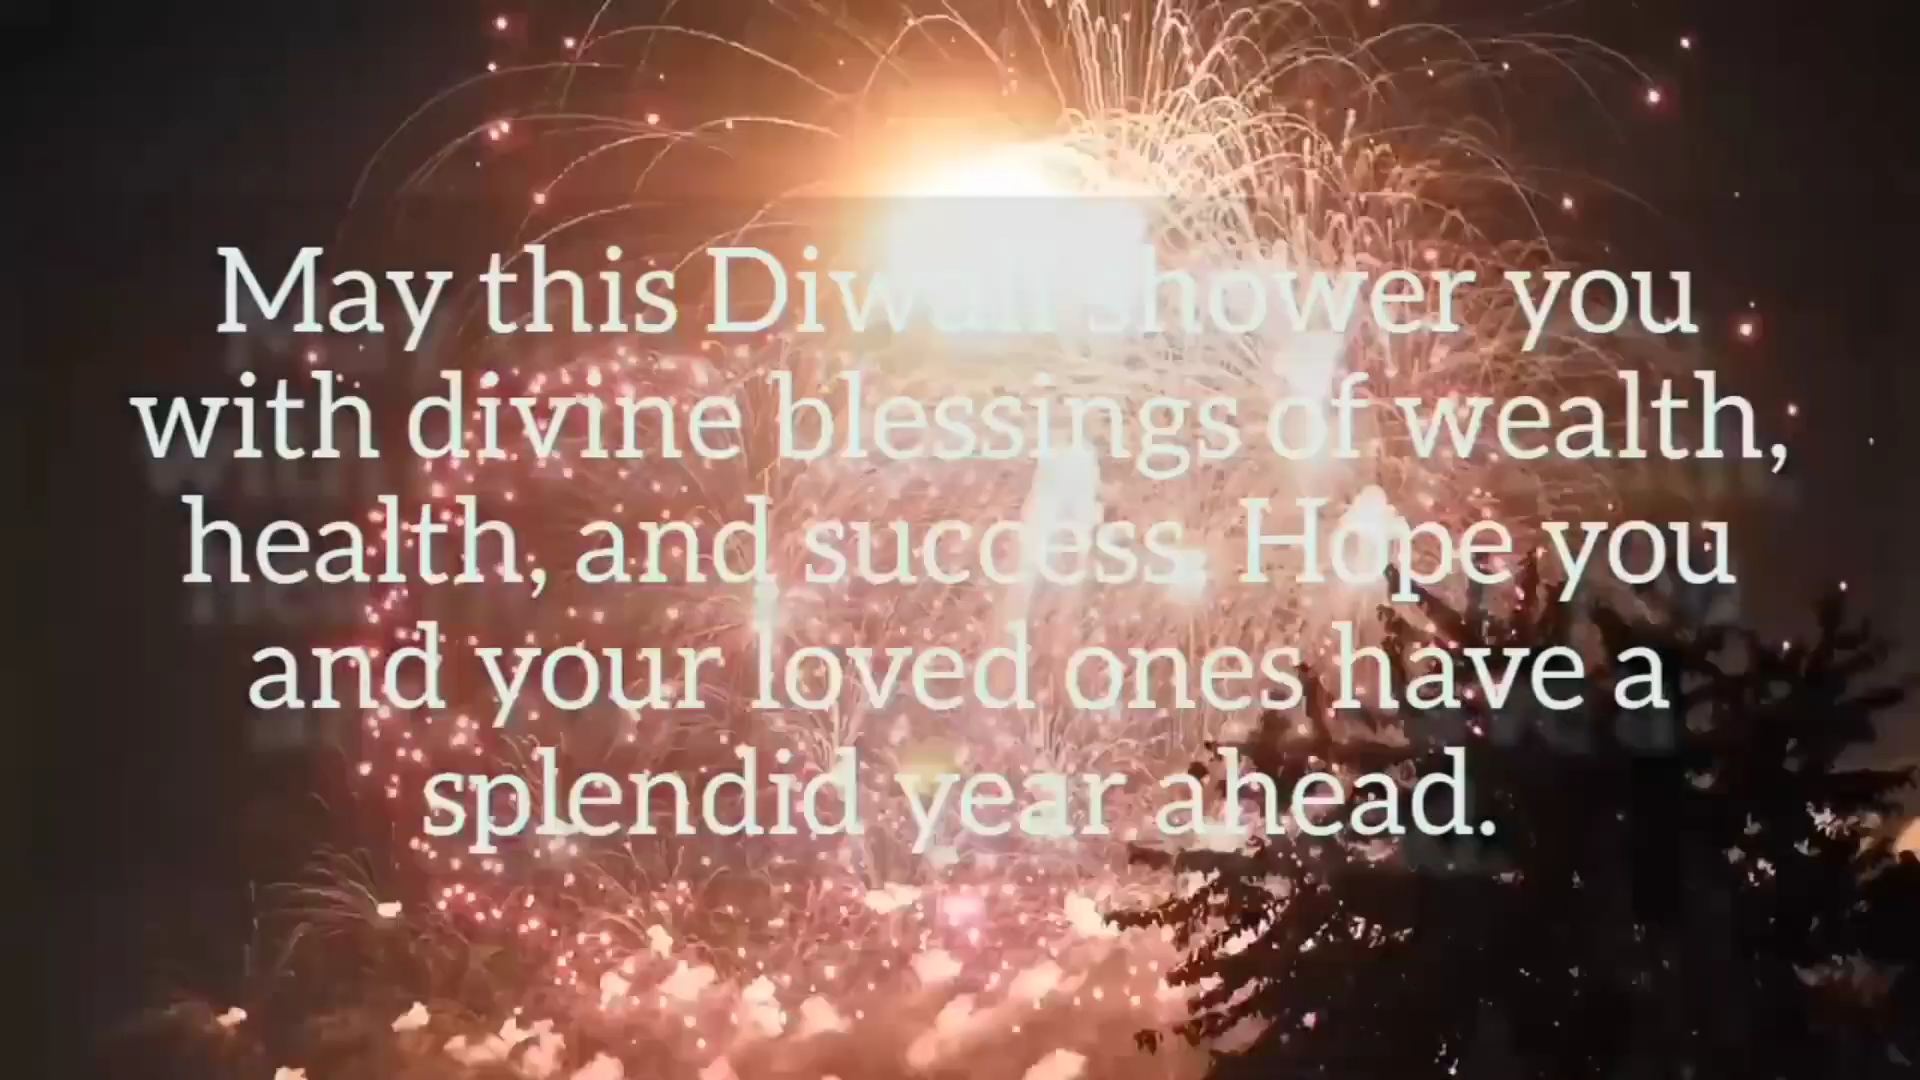 May this Diwali shower you
with divine blessings of wealth,
health, and success. Hope you
and your loved ones have a
splendid year ahead.